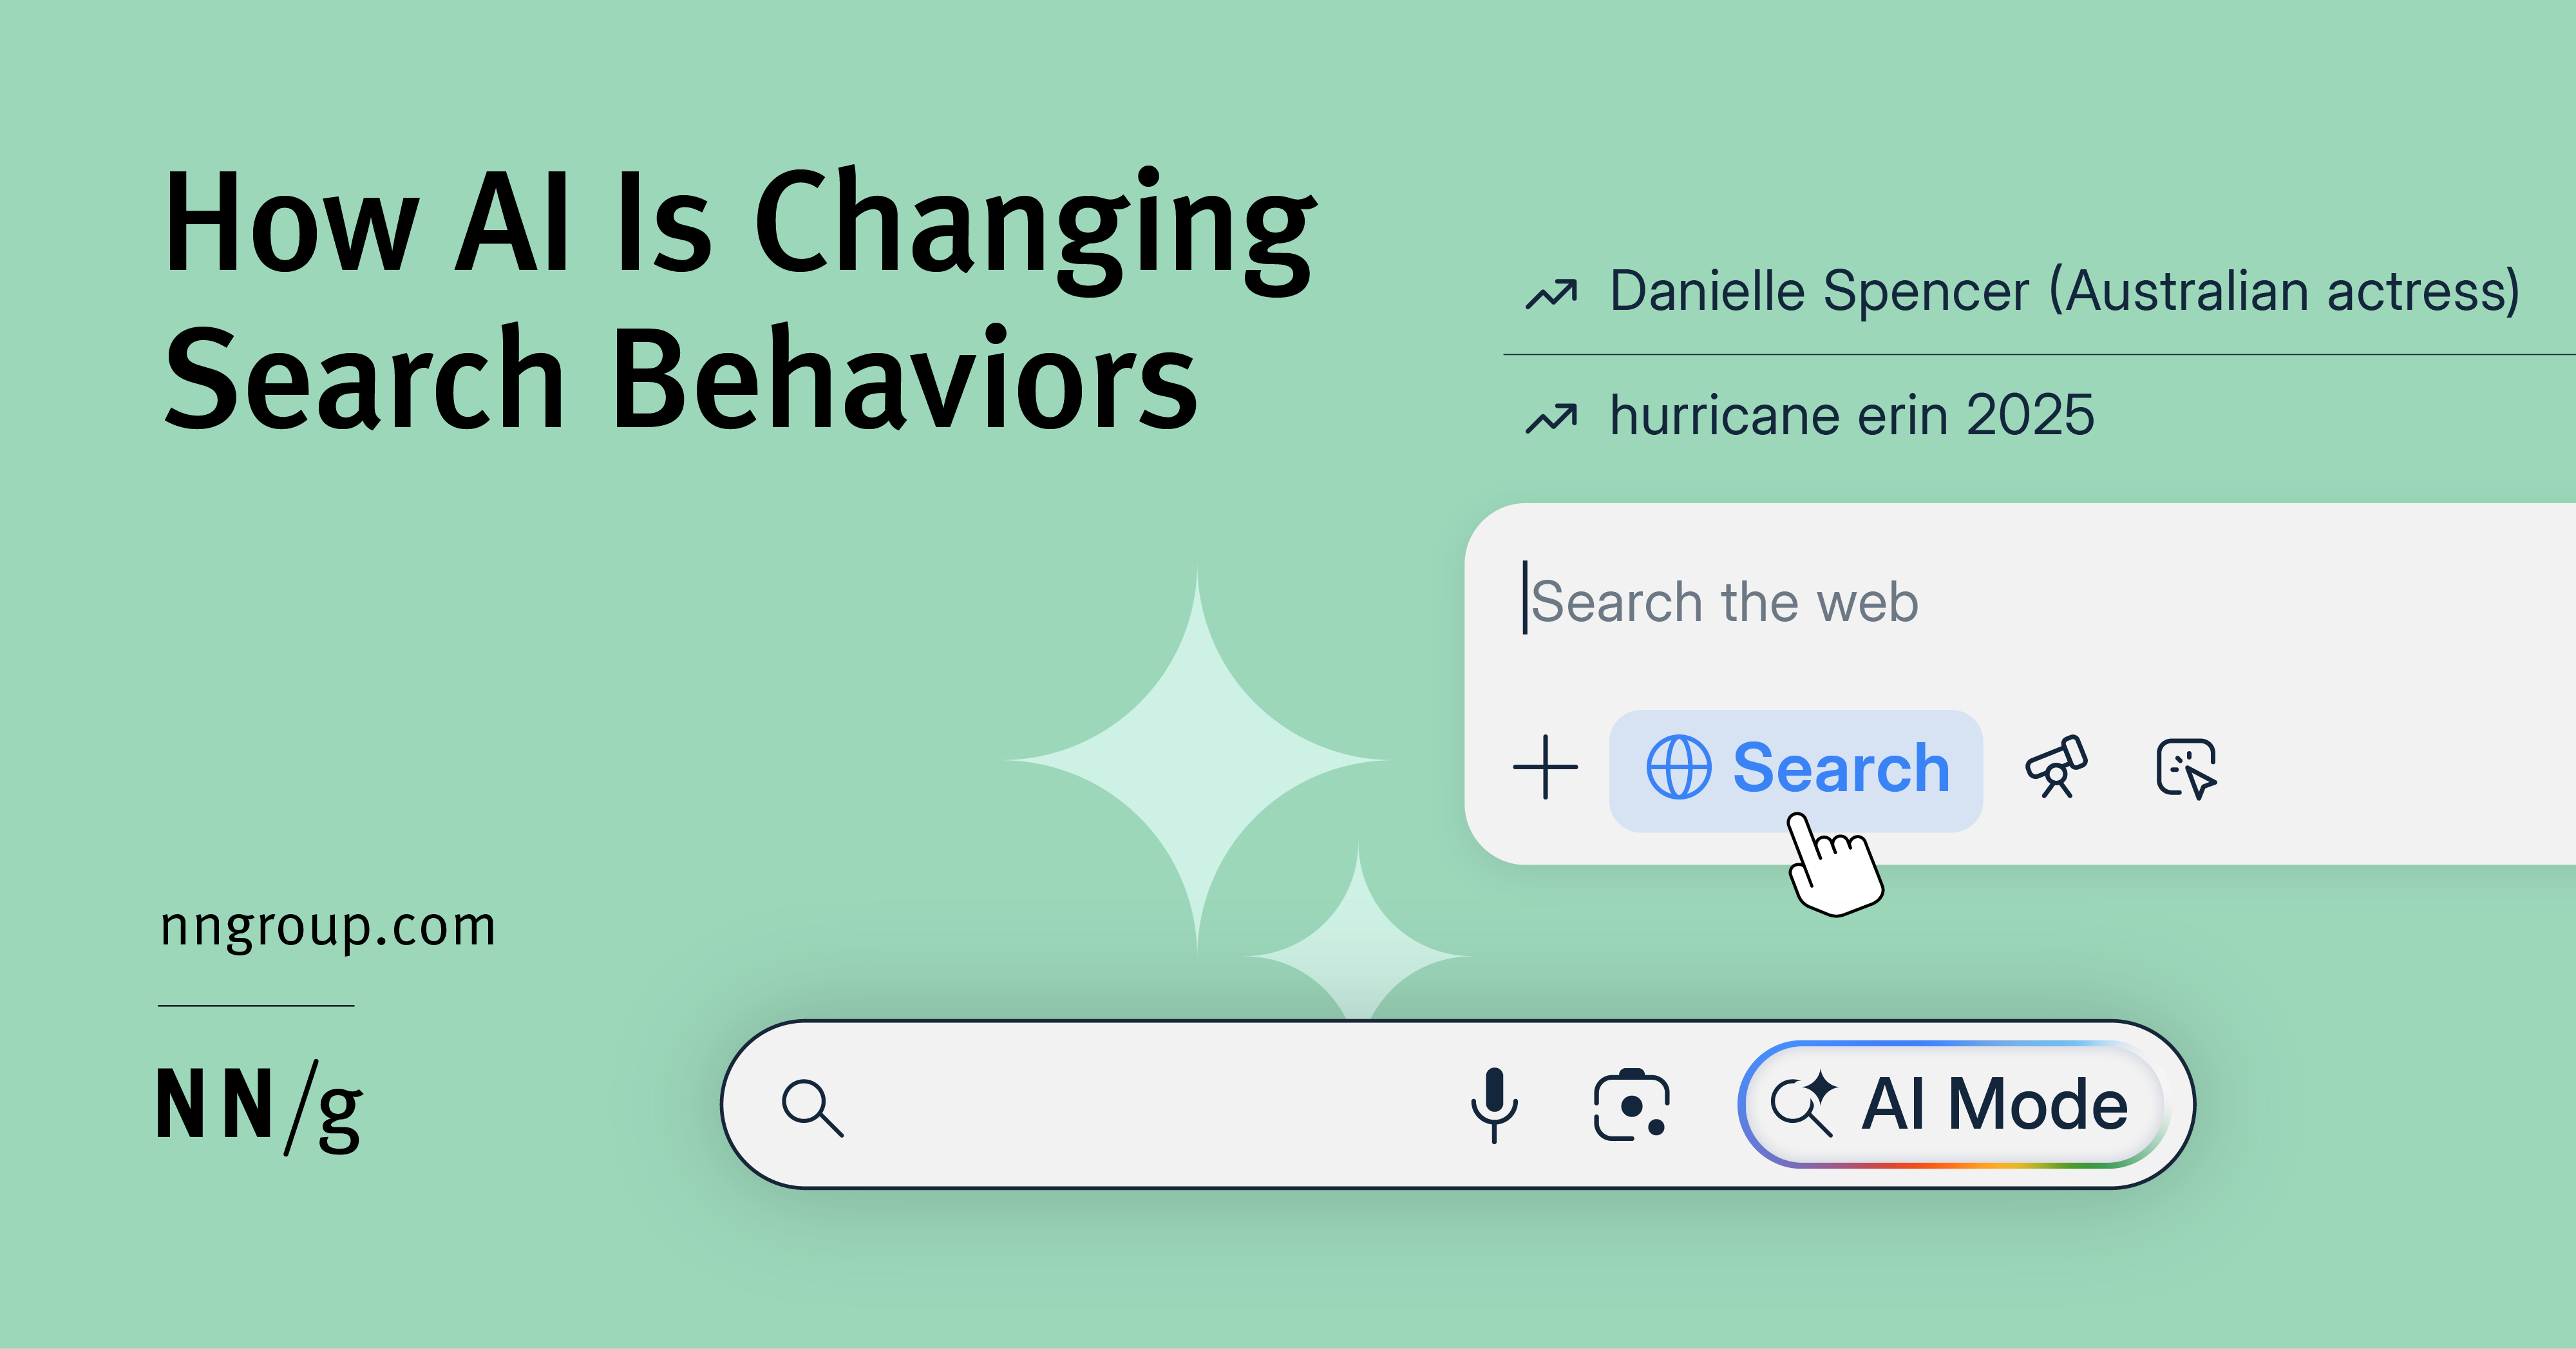 How AI Is Changing
Search Behaviors
Danielle Spencer (Australian actress)
hurricane erin 2025
Search the web
Search
nngroup.com
NN/g
AI Mode